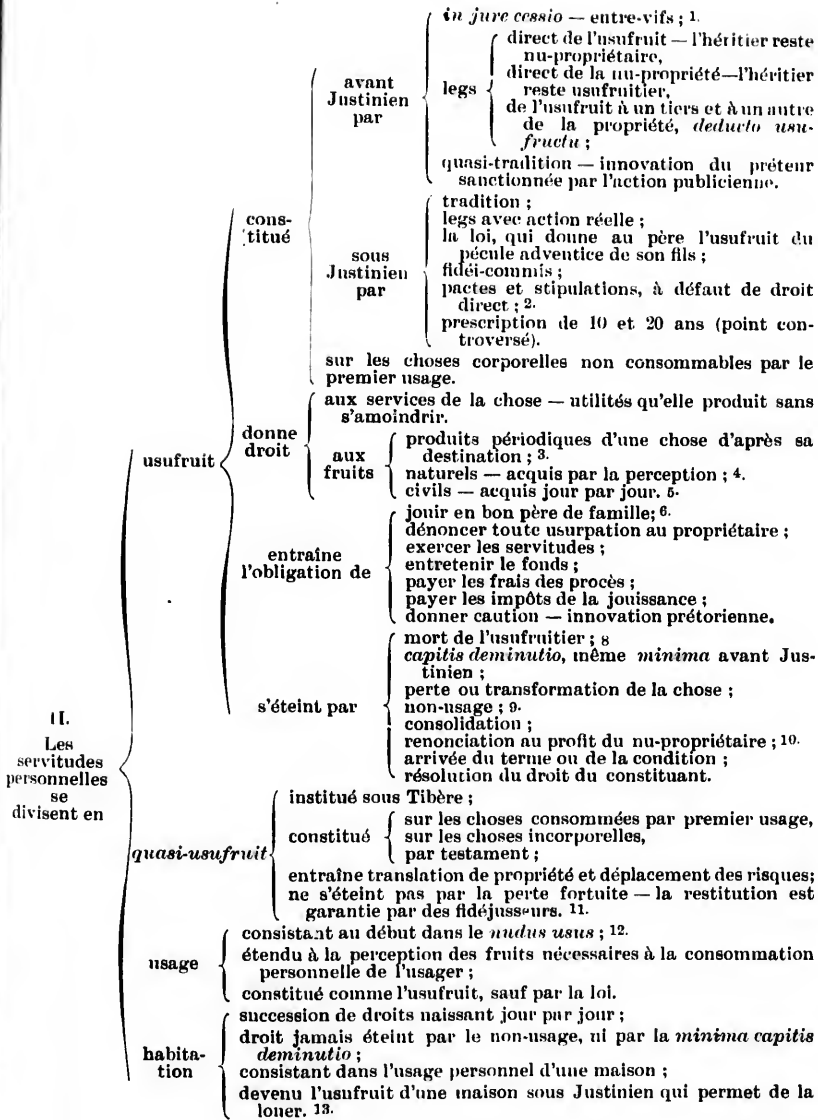 II.
Les
servitudes
personnelles
se
divisent en
usufruit
cons-
titué
avant
Justinien
par
in jure cessio — entre-vifs ; 1.
legs
direct de l'usufruit — l'héritier reste
nu-propriétaire,
direct de la nu-propriété—l'héritier
reste usufruitier,
de l'usufruit à un tiers et à un autre
de la propriété, deducto usu-
fructu ;
quasi-tradition — innovation du préteur
sanctionnée par l'action publicienne.
sous
Justinien
par
tradition ;
legs avec action réelle ;
la loi, qui donne au père l'usufruit du
pécule adventice de son fils ;
fidéi-commis ;
pactes et stipulations, à défaut de droit
direct ; 2.
prescription de 10 et 20 ans (point con-
troversé).
sur les choses corporelles non consommables par le
premier usage.
donne
droit
aux services de la chose — utilités qu'elle produit sans
s'amoindrir.
aux
fruits
produits périodiques d'une chose d'après sa
destination ; 3.
naturels — acquis par la perception ; 4.
civils — acquis jour par jour. 5.
entraîne
l'obligation de
jouir en bon père de famille; 6.
dénoncer toute usurpation au propriétaire ;
exercer les servitudes ;
entretenir le fonds ;
payer les frais des procès ;
payer les impôts de la jouissance ;
donner caution — innovation prétorienne.
s'éteint par
mort de l'usufruitier ; 8
capitis deminutio, même minima avant Jus-
tinien ;
perte ou transformation de la chose ;
non-usage ; 9.
consolidation ;
renonciation au profit du nu-propriétaire ; 10.
arrivée du terme ou de la condition ;
résolution du droit du constituant.
quasi-usufruit
institué sous Tibère ;
constitué
sur les choses consommées par premier usage,
sur les choses incorporelles,
par testament ;
entraîne translation de propriété et déplacement des risques;
ne s'éteint pas par la perte fortuite — la restitution est
garantie par des fidéjusseurs. 11.
usage
consistant au début dans le nudus usus ; 12.
étendu à la perception des fruits nécessaires à la consommation
personnelle de l'usager ;
constitué comme l'usufruit, sauf par la loi.
habita-
tion
succession de droits naissant jour par jour ;
droit jamais éteint par le non-usage, ni par la minima capitis
deminutio ;
consistant dans l'usage personnel d'une maison ;
devenu l'usufruit d'une maison sous Justinien qui permet de la
louer. 13.